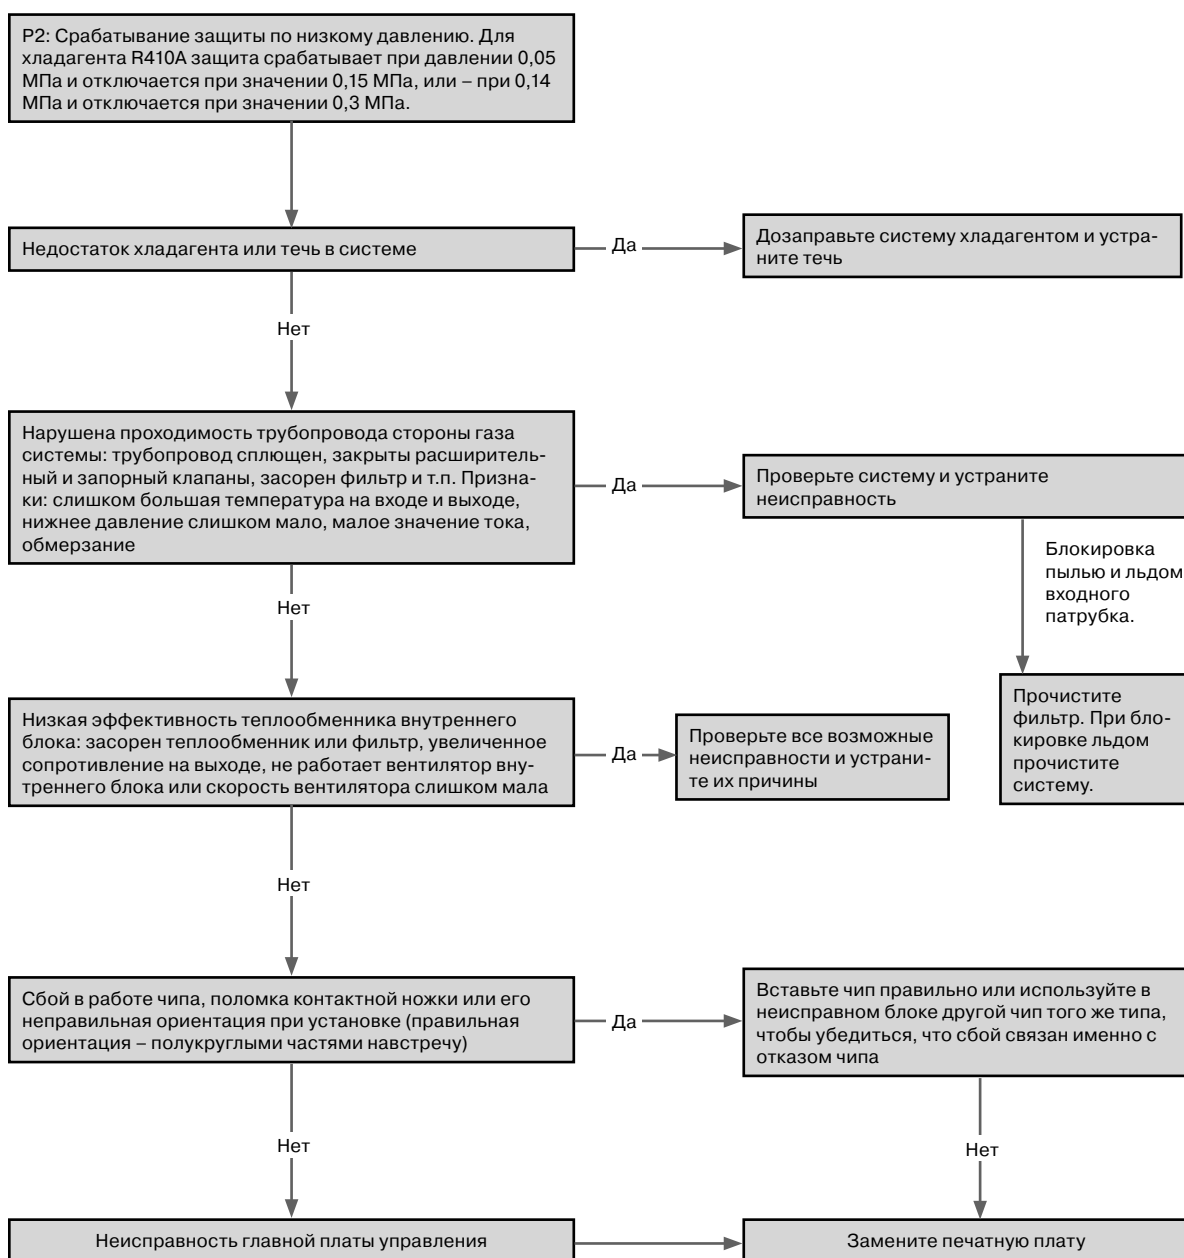 P2: Срабатывание защиты по низкому давлению. Для
хладагента R410A защита срабатывает при давлении 0,05
МПа и отключается при значении 0,15 МПа, или – при 0,14
МПа и отключается при значении 0,3 МПа.
Недостаток хладагента или течь в системе
Да
Дозаправьте систему хладагентом и устра-
ните течь
Нет
Нарушена проходимость трубопровода стороны газа
системы: трубопровод сплющен, закрыты расширитель-
ный и запорный клапаны, засорен фильтр и т.п. Призна-
ки: слишком большая температура на входе и выходе,
нижнее давление слишком мало, малое значение тока,
обмерзание
Да
Проверьте систему и устраните
неисправность
Блокировка
пылью и льдом
входного
патрубка.
Нет
Низкая эффективность теплообменника внутреннего
блока: засорен теплообменник или фильтр, увеличенное
сопротивление на выходе, не работает вентилятор вну-
треннего блока или скорость вентилятора слишком мала
Да
Проверьте все возможные
неисправности и устрани-
те их причины
Прочистите
фильтр. При бло-
кировке льдом
прочистите
систему.
Нет
Сбой в работе чипа, поломка контактной ножки или его
неправильная ориентация при установке (правильная
ориентация – полукруглыми частями навстречу)
Да
Вставьте чип правильно или используйте в
неисправном блоке другой чип того же типа,
чтобы убедиться, что сбой связан именно с
отказом чипа
Нет
Нет
Неисправность главной платы управления
Замените печатную плату